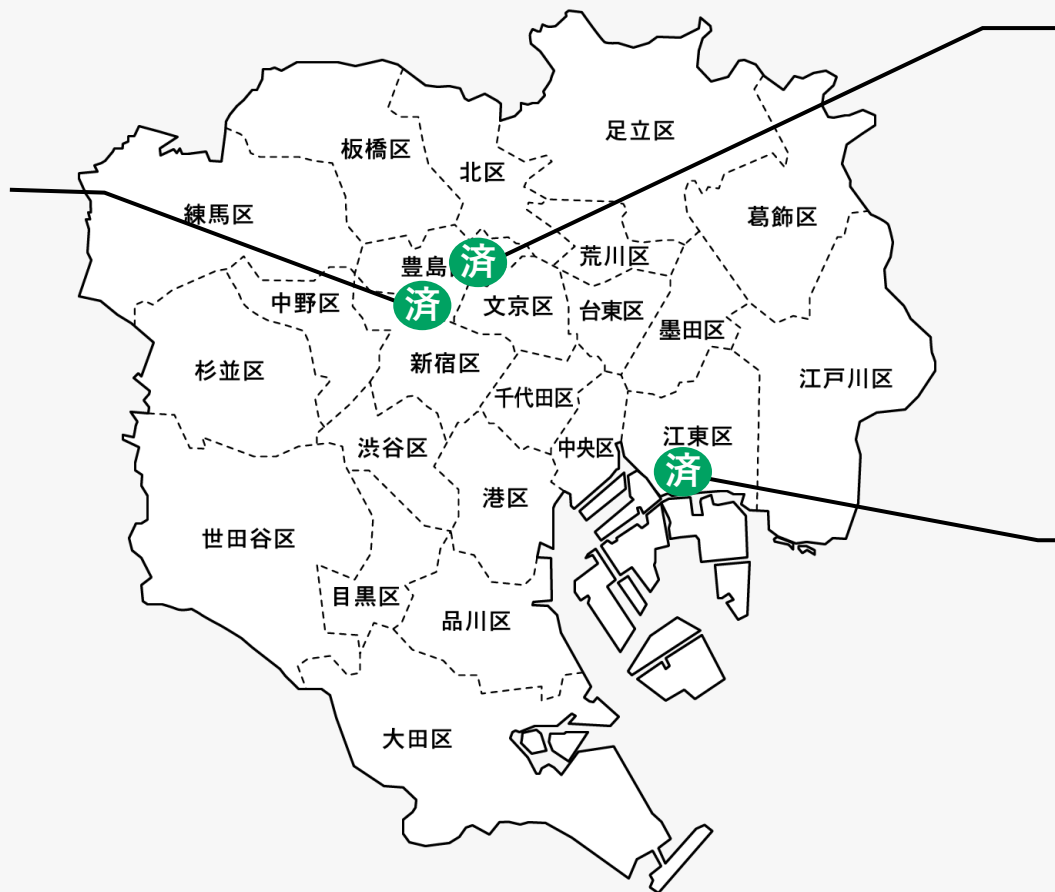 足立区
板橋区
北区
練馬区
葛飾区
荒川区
豊島
済
済
中野区
文京区
台東区
墨田区
杉並区
新宿区
江戸川区
千代田区
渋谷区
中央区
江東区
済
港区
世田谷区
目黒区
品川区
大田区